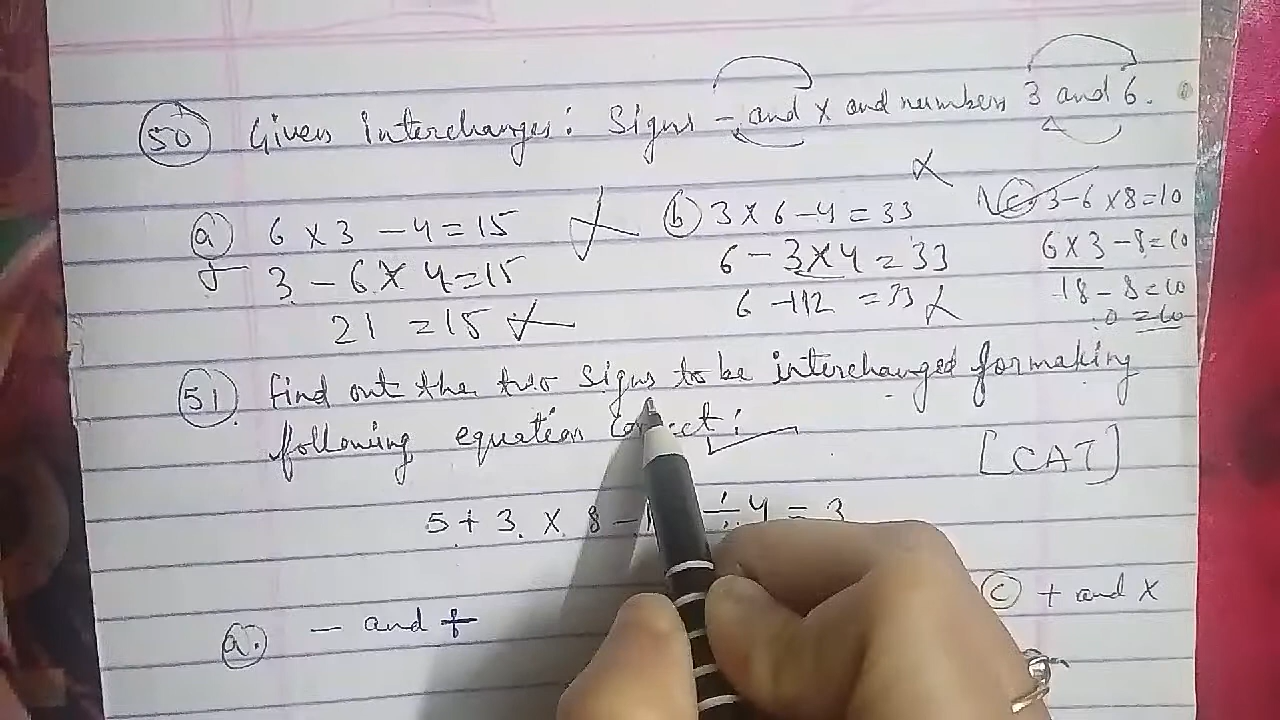 50 Given interchanges: Signs - and x and numbers 3 and 6.
a 6 x 3 - 4 = 15
3 - 6 x 4 = 15
21 = 15
b 3 x 6 - 4 = 33
6 - 3 x 4 = 33
6 - 12 = 33
c 3 - 6 x 8 = 10
6 x 3 - 8 = 10
18 - 8 = 10
51 Find out the two signs to be interchanged for making
following equation correct:
[CAT]
5 + 3 x 8 - ÷ 4 = 3
a. - and ÷
c + and x